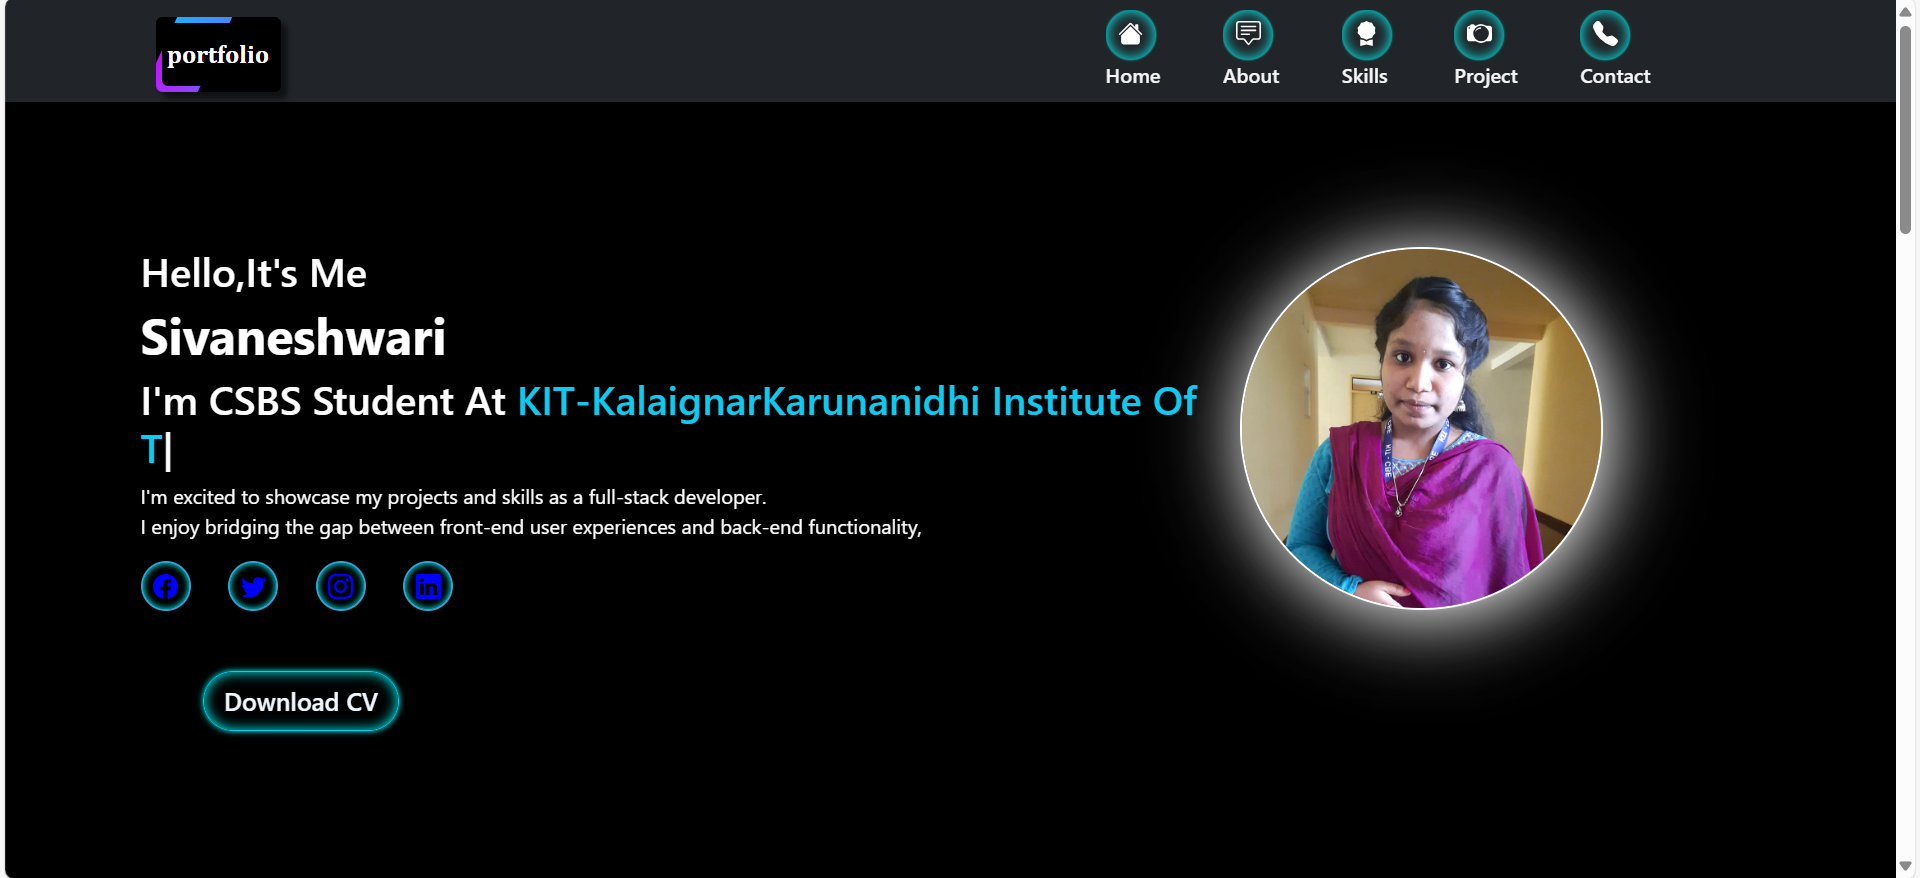 portfolio
Home
About
Skills
Project
Contact
Hello,It's Me
Sivaneshwari
I'm CSBS Student At KIT-KalaignarKarunanidhi Institute Of
T|
I'm excited to showcase my projects and skills as a full-stack developer.
I enjoy bridging the gap between front-end user experiences and back-end functionality,
Download CV